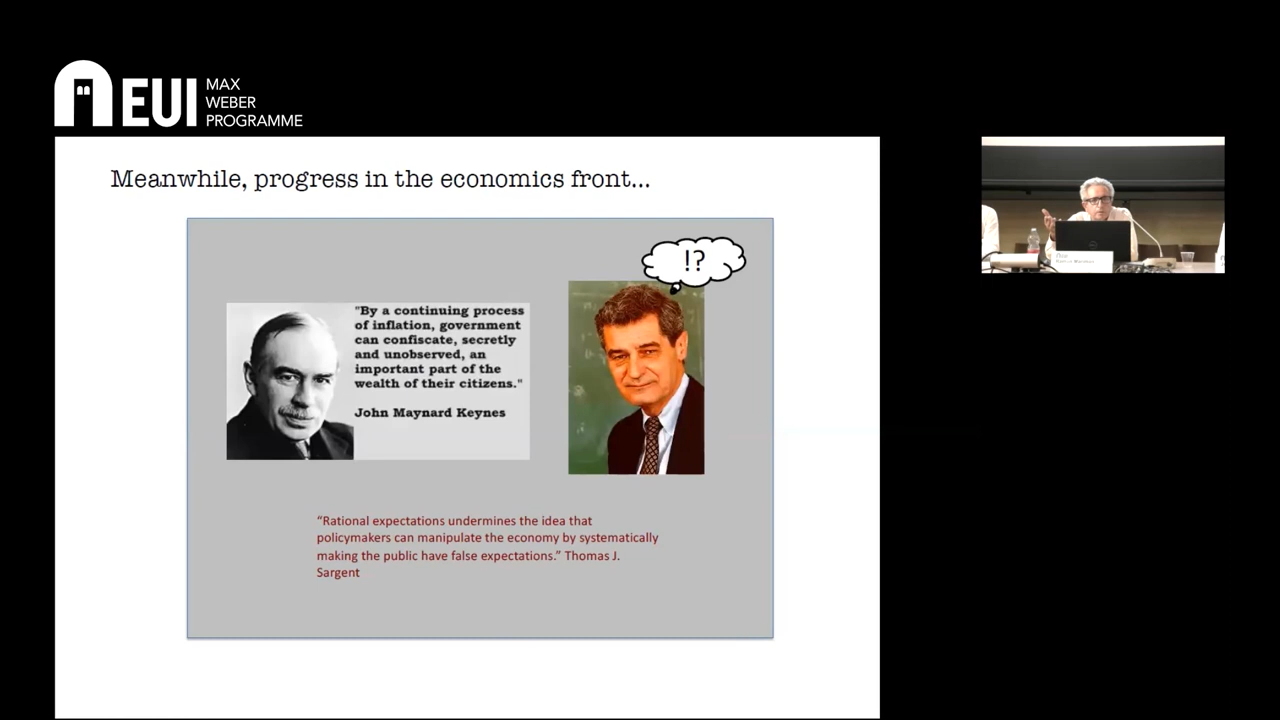 EUI
MAX
WEBER
PROGRAMME
Meanwhile, progress in the economics front...
!?
"By a continuing process
of inflation, government
can confiscate, secretly
and unobserved, an
important part of the
wealth of their citizens."
John Maynard Keynes
“Rational expectations undermines the idea that
policymakers can manipulate the economy by systematically
making the public have false expectations.” Thomas J.
Sargent